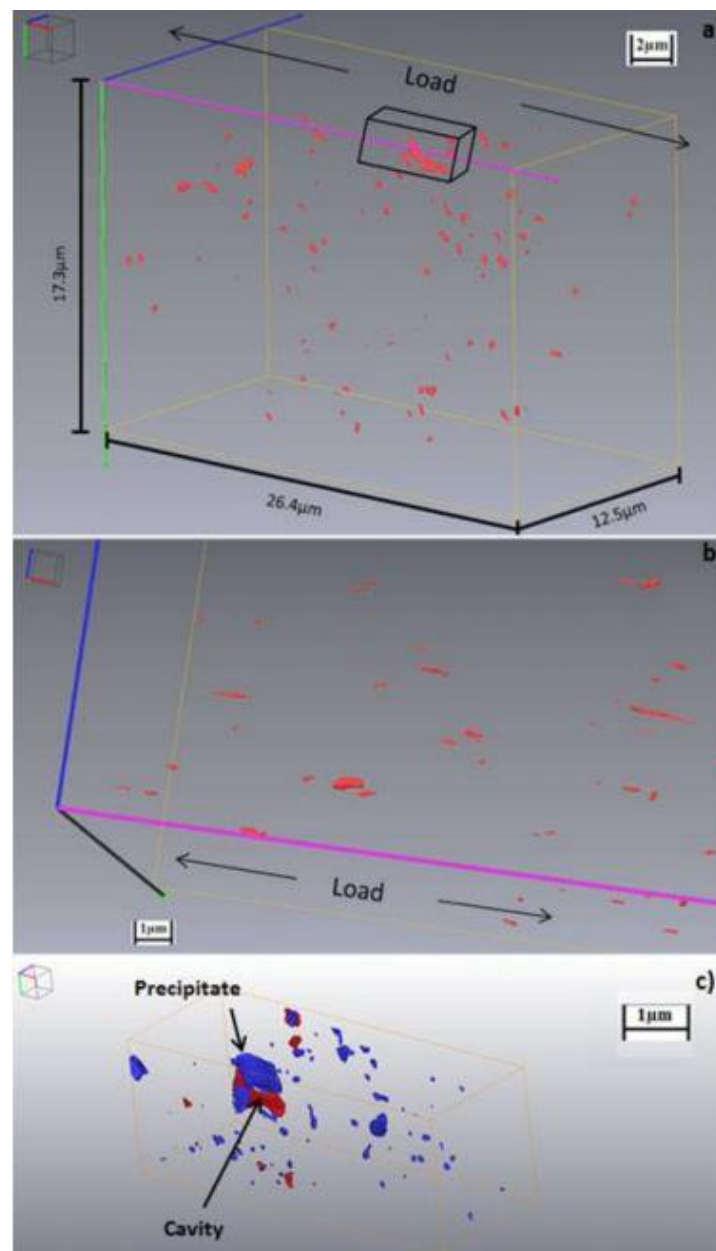 a
2μm
Load
17.3μm
26.4μm
12.5μm
b
Load
1μm
c)
Precipitate
1μm
Cavity